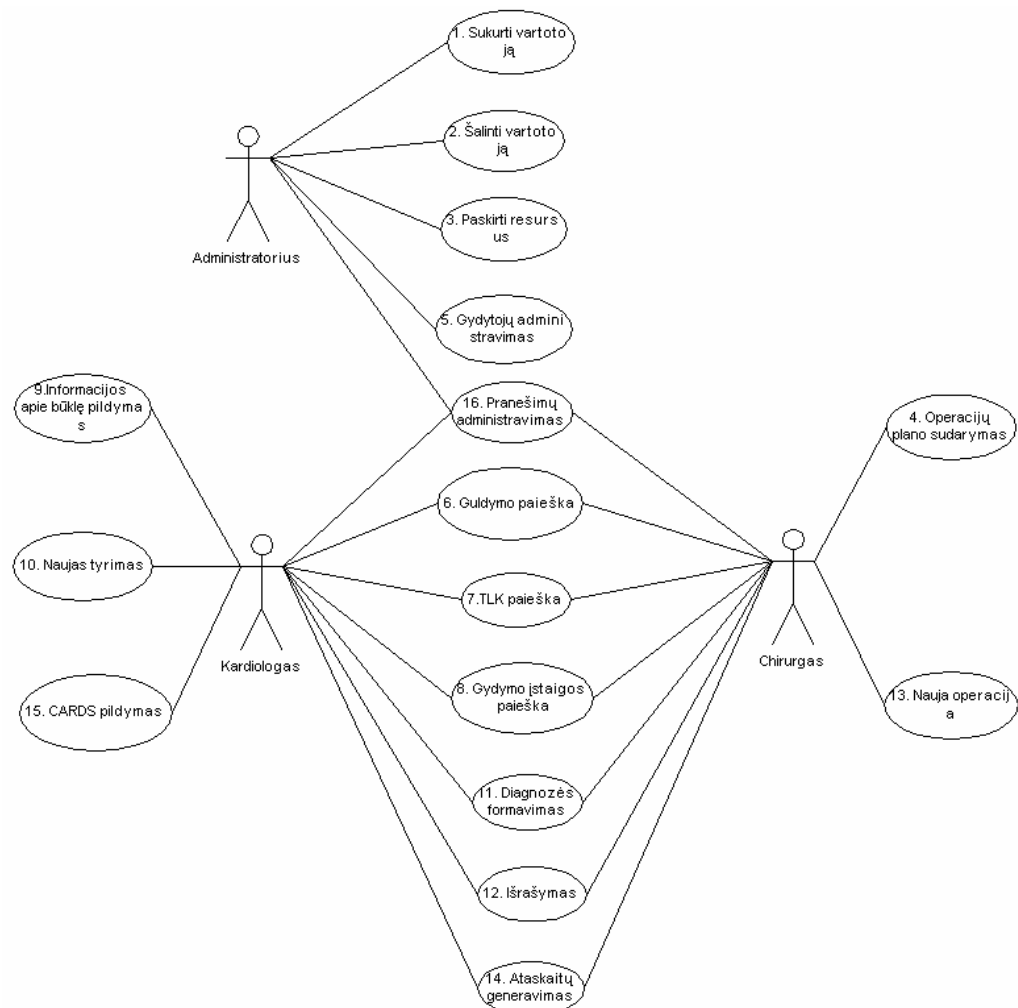 1. Sukurti vartoto
ją
2. Šalinti vartoto
ją
3. Paskirti resurs
us
Administratorius
5. Gydytojų admini
stravimas
9.Informacijos
apie būklę pildyma
s
16. Pranešimų
administravimas
4. Operacijų
plano sudarymas
6. Guldymo paieška
10. Naujas tyrimas
7.TLK paieška
Kardiologas
Chirurgas
8. Gydymo įstaigos
paieška
15. CARDS pildymas
13. Nauja operacij
a
11. Diagnozės
formavimas
12. Išrašymas
14. Ataskaitų
generavimas